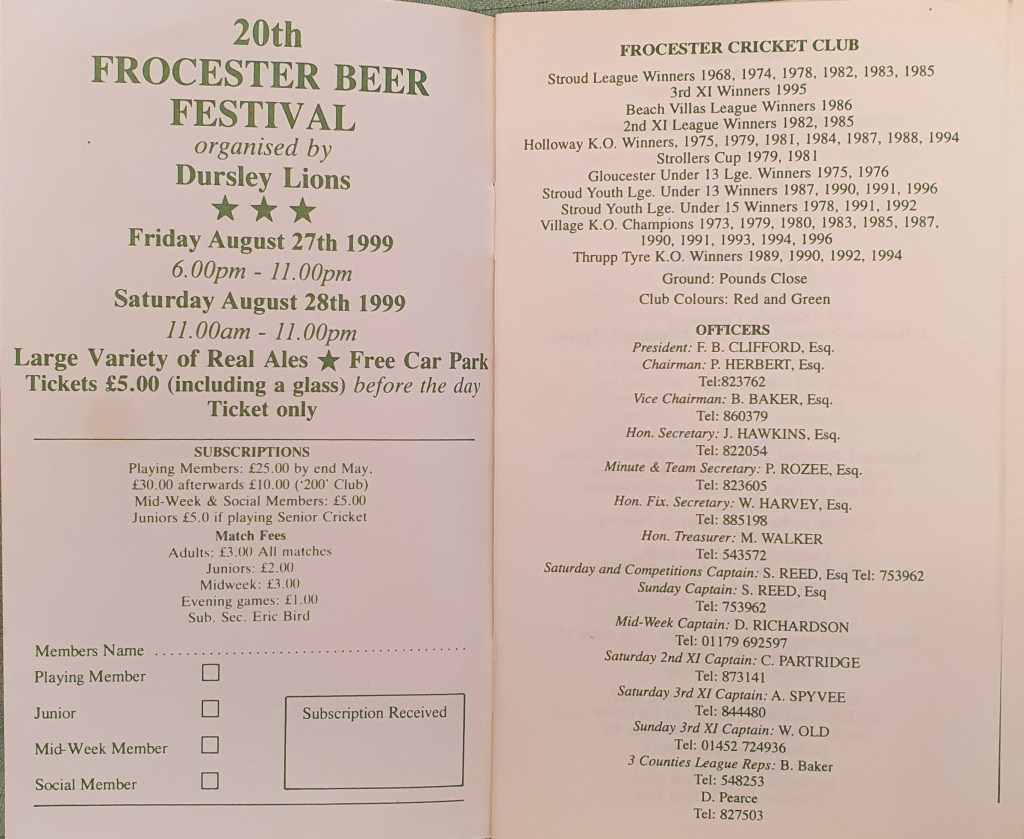 20th
FROCESTER BEER
FESTIVAL
organised by
Dursley Lions
★ ★ ★
Friday August 27th 1999
6.00pm - 11.00pm
Saturday August 28th 1999
11.00am - 11.00pm
Large Variety of Real Ales ★ Free Car Park
Tickets £5.00 (including a glass) before the day
Ticket only
SUBSCRIPTIONS
Playing Members: £25.00 by end May,
£30.00 afterwards £10.00 ('200' Club)
Mid-Week & Social Members: £5.00
Juniors £5.0 if playing Senior Cricket
Match Fees
Adults: £3.00 All matches
Juniors: £2.00
Midweek: £3.00
Evening games: £1.00
Sub. Sec. Eric Bird
Members Name ........................................
Playing Member
Junior
Mid-Week Member
Social Member
Subscription Received
FROCESTER CRICKET CLUB
Stroud League Winners 1968, 1974, 1978, 1982, 1983, 1985
3rd XI Winners 1995
Beach Villas League Winners 1986
2nd XI League Winners 1982, 1985
Holloway K.O. Winners, 1975, 1979, 1981, 1984, 1987, 1988, 1994
Strollers Cup 1979, 1981
Gloucester Under 13 Lge. Winners 1975, 1976
Stroud Youth Lge. Under 13 Winners 1987, 1990, 1991, 1996
Stroud Youth Lge. Under 15 Winners 1978, 1991, 1992
Village K.O. Champions 1973, 1979, 1980, 1983, 1985, 1987,
1990, 1991, 1993, 1994, 1996
Thrupp Tyre K.O. Winners 1989, 1990, 1992, 1994
Ground: Pounds Close
Club Colours: Red and Green
OFFICERS
President: F. B. CLIFFORD, Esq.
Chairman: P. HERBERT, Esq.
Tel:823762
Vice Chairman: B. BAKER, Esq.
Tel: 860379
Hon. Secretary: J. HAWKINS, Esq.
Tel: 822054
Minute & Team Secretary: P. ROZEE, Esq.
Tel: 823605
Hon. Fix. Secretary: W. HARVEY, Esq.
Tel: 885198
Hon. Treasurer: M. WALKER
Tel: 543572
Saturday and Competitions Captain: S. REED, Esq Tel: 753962
Sunday Captain: S. REED, Esq
Tel: 753962
Mid-Week Captain: D. RICHARDSON
Tel: 01179 692597
Saturday 2nd XI Captain: C. PARTRIDGE
Tel: 873141
Saturday 3rd XI Captain: A. SPYVEE
Tel: 844480
Sunday 3rd XI Captain: W. OLD
Tel: 01452 724936
3 Counties League Reps: B. Baker
Tel: 548253
D. Pearce
Tel: 827503